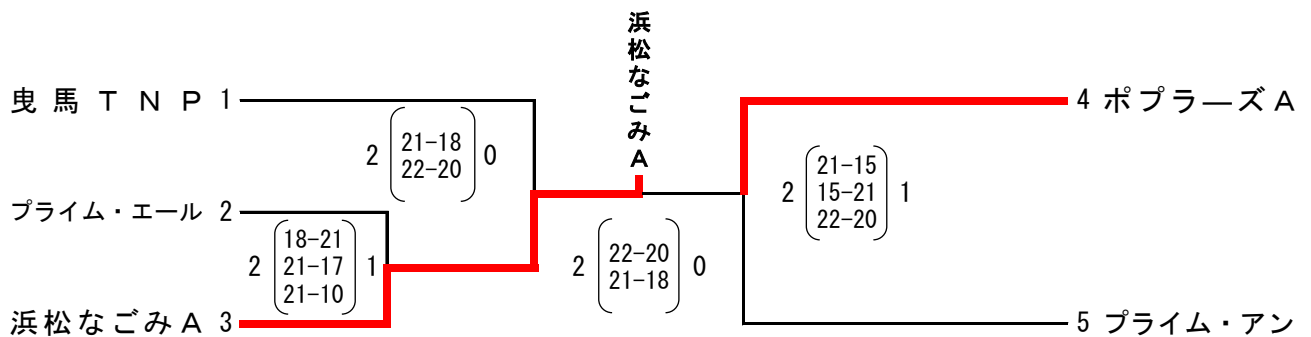 浜松なごみA
曳馬TNP 1
2 21-18 0
22-20
プライム・エール 2
2 18-21 1
21-17
21-10
浜松なごみA 3
2 22-20 0
21-18
4 ポプラーズA
2 21-15 1
15-21
22-20
5 プライム・アン